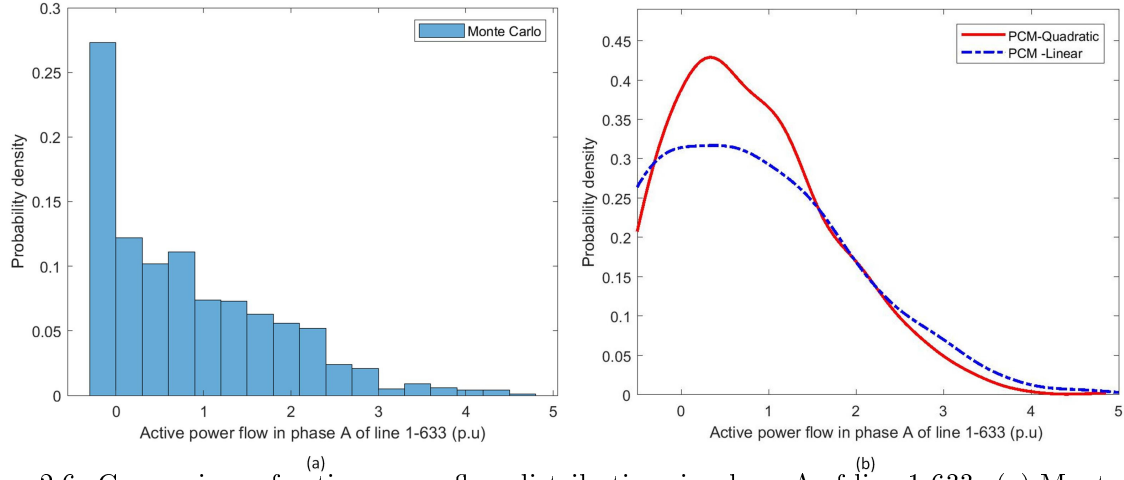 0.3
0.25
0.2
0.15
0.1
0.05
0
Probability density
Monte Carlo
0 1 2 3 4 5
Active power flow in phase A of line 1-633 (p.u)
(a)
0.45
0.4
0.35
0.3
0.25
0.2
0.15
0.1
0.05
0
Probability density
PCM-Quadratic
PCM -Linear
0 1 2 3 4 5
Active power flow in phase A of line 1-633 (p.u)
(b)